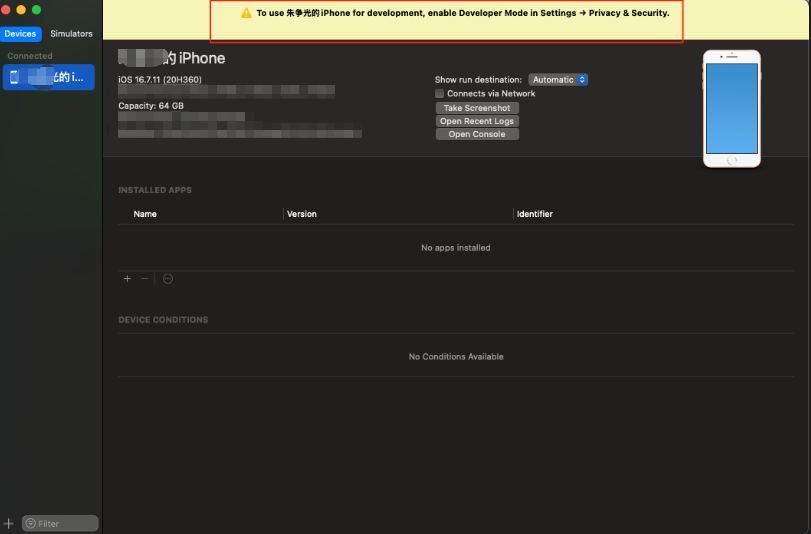 To use 朱争光的 iPhone for development, enable Developer Mode in Settings → Privacy & Security.
Devices
Simulators
Connected
光的 i...
的 iPhone
iOS 16.7.11 (20H360)
Capacity: 64 GB
Show run destination: Automatic
Connects via Network
Take Screenshot
Open Recent Logs
Open Console
INSTALLED APPS
Name Version Identifier
No apps installed
DEVICE CONDITIONS
No Conditions Available
Filter